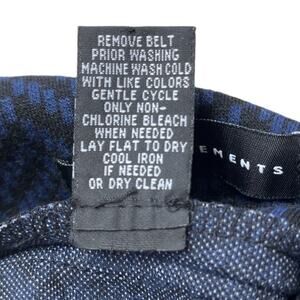 REMOVE BELT
PRIOR WASHING
MACHINE WASH COLD
WITH LIKE COLORS
GENTLE CYCLE
ONLY NON-
CHLORINE BLEACH
WHEN NEEDED
LAY FLAT TO DRY
COOL IRON
IF NEEDED
OR DRY CLEAN
EMENTS